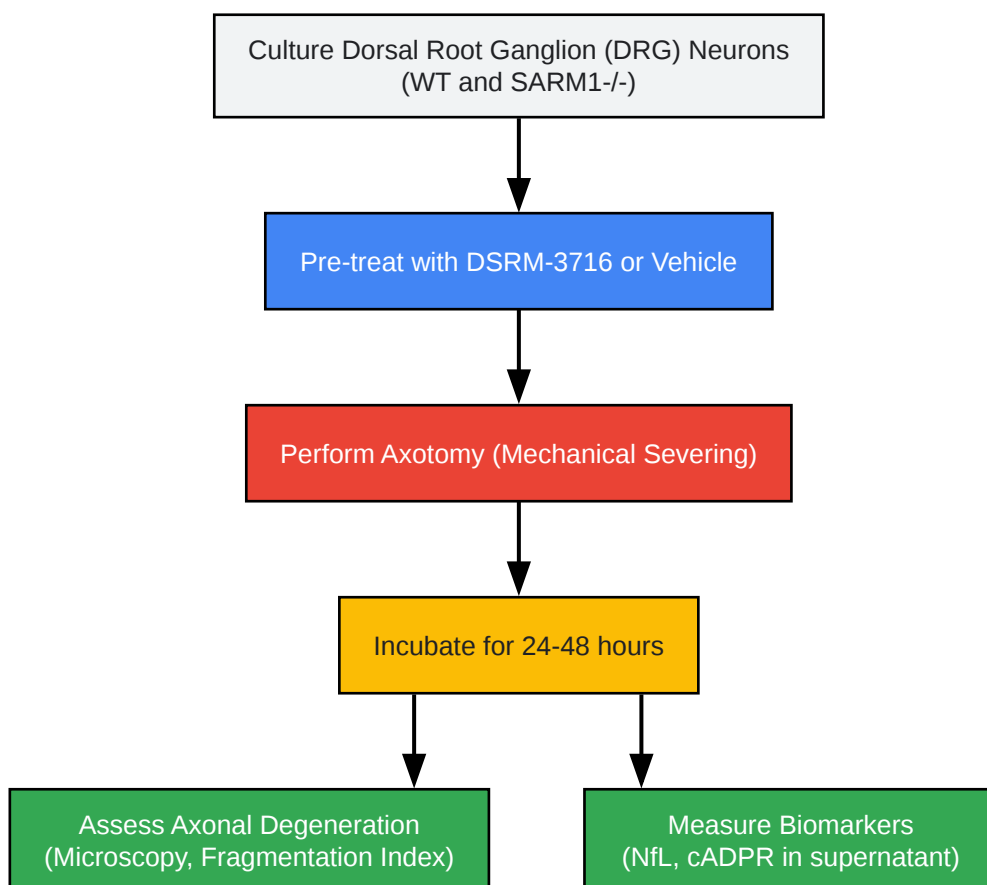 Culture Dorsal Root Ganglion (DRG) Neurons
(WT and SARM1-/-)
Pre-treat with DSRM-3716 or Vehicle
Perform Axotomy (Mechanical Severing)
Incubate for 24-48 hours
Assess Axonal Degeneration
(Microscopy, Fragmentation Index)
Measure Biomarkers
(NfL, cADPR in supernatant)